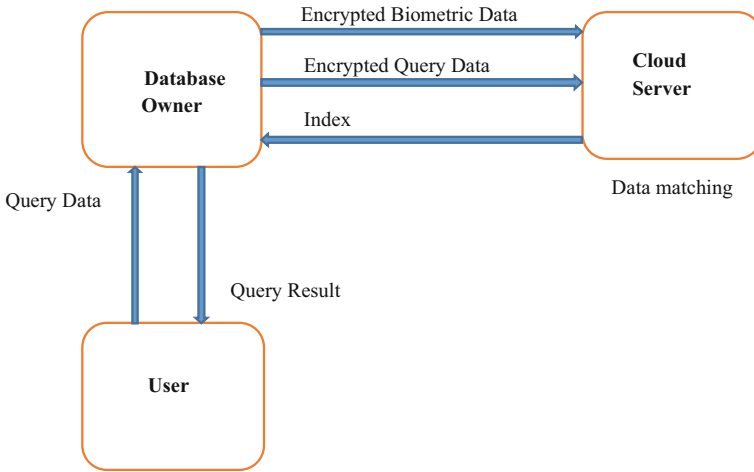 Encrypted Biometric Data
Database
Owner
Encrypted Query Data
Cloud
Server
Index
Data matching
Query Data
Query Result
User